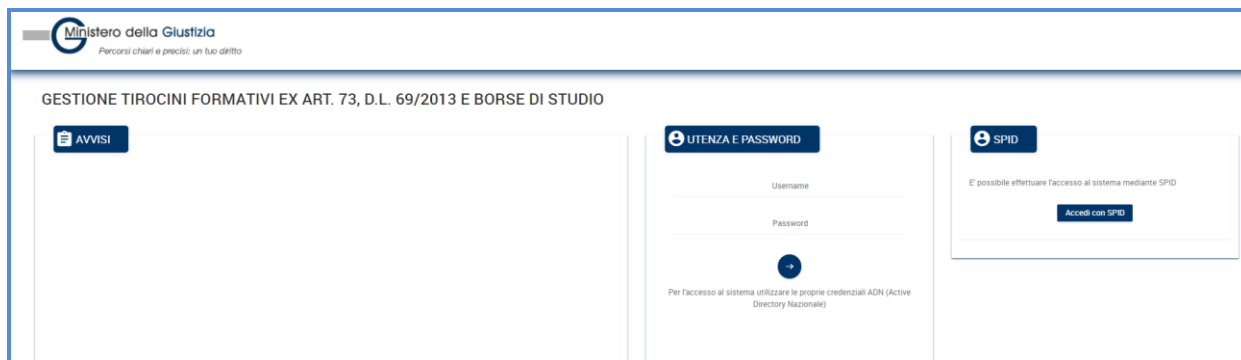 Ministero della Giustizia
Percorsi chiari e precisi: un tuo diritto
GESTIONE TIROCINI FORMATIVI EX ART. 73, D.L. 69/2013 E BORSE DI STUDIO
AVVISI
UTENZA E PASSWORD
Username
Password
Per l'accesso al sistema utilizzare le proprie credenziali ADN (Active
Directory Nazionale)
SPID
E' possibile effettuare l'accesso al sistema mediante SPID
Accedi con SPID